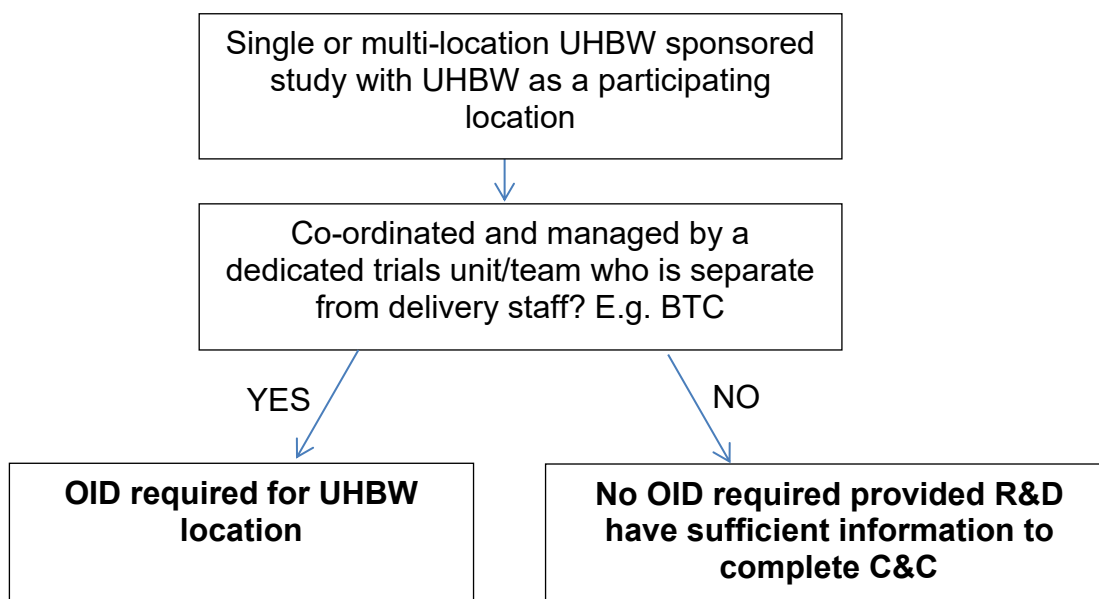 Single or multi-location UHBW sponsored
study with UHBW as a participating
location
Co-ordinated and managed by a
dedicated trials unit/team who is separate
from delivery staff? E.g. BTC
YES
NO
OID required for UHBW
location
No OID required provided R&D
have sufficient information to
complete C&C